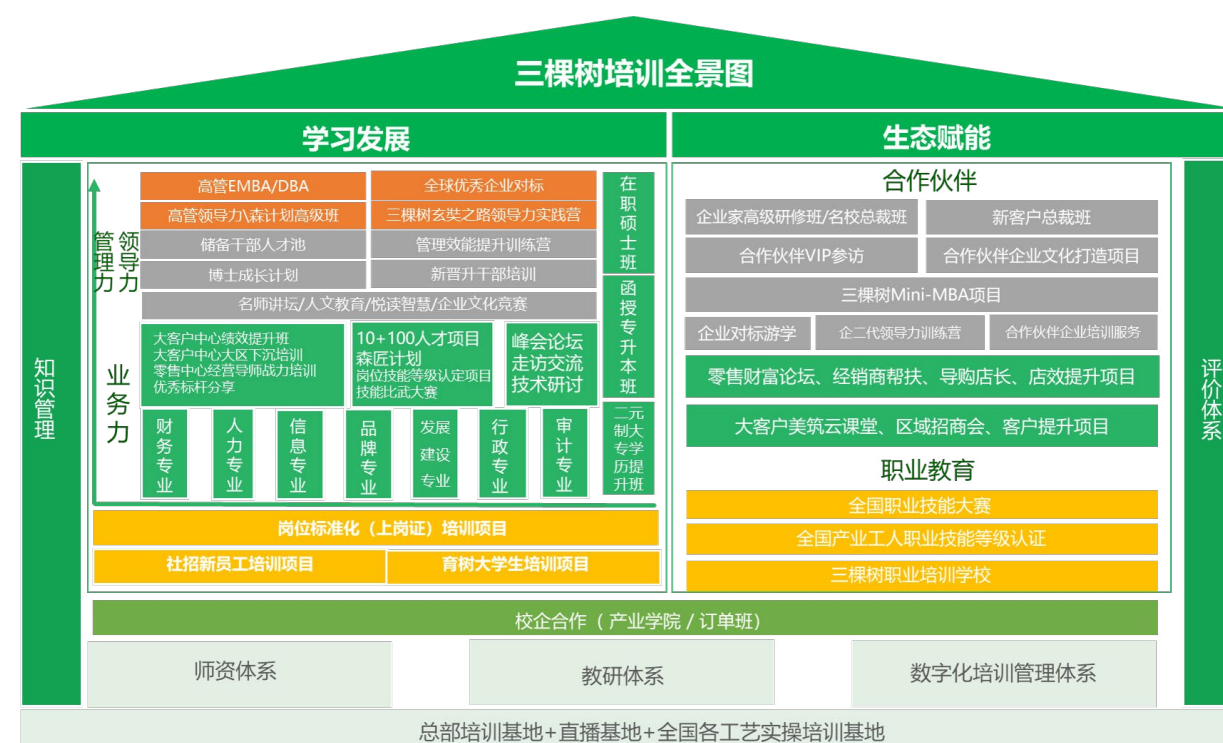 三棵树培训全景图
学习发展
生态赋能
知识管理
领导力
管理力
业务力
高管EMBA/DBA
全球优秀企业对标
高管领导力\森计划高级班
三棵树玄奘之路领导力实践营
储备干部人才池
管理效能提升训练营
博士成长计划
新晋升干部培训
名师讲坛/人文教育/悦读智慧/企业文化竞赛
大客户中心绩效提升班
大客户中心大区下沉培训
零售中心经营导师战力培训
优秀标杆分享
10+100人才项目
森匠计划
岗位技能等级认定项目
技能比武大赛
峰会论坛
走访交流
技术研讨
财务专业
人力专业
信息专业
品牌专业
发展建设专业
行政专业
审计专业
在职硕士班
函授专升本班
二元制大专学历提升班
岗位标准化（上岗证）培训项目
社招新员工培训项目
育树大学生培训项目
合作伙伴
企业家高级研修班/名校总裁班
新客户总裁班
合作伙伴VIP参访
合作伙伴企业文化打造项目
三棵树Mini-MBA项目
企业对标游学
企二代领导力训练营
合作伙伴企业培训服务
零售财富论坛、经销商帮扶、导购店长、店效提升项目
大客户美筑云课堂、区域招商会、客户提升项目
职业教育
全国职业技能大赛
全国产业工人职业技能等级认证
三棵树职业培训学校
评价体系
校企合作（产业学院 / 订单班）
师资体系
教研体系
数字化培训管理体系
总部培训基地+直播基地+全国各工艺实操培训基地